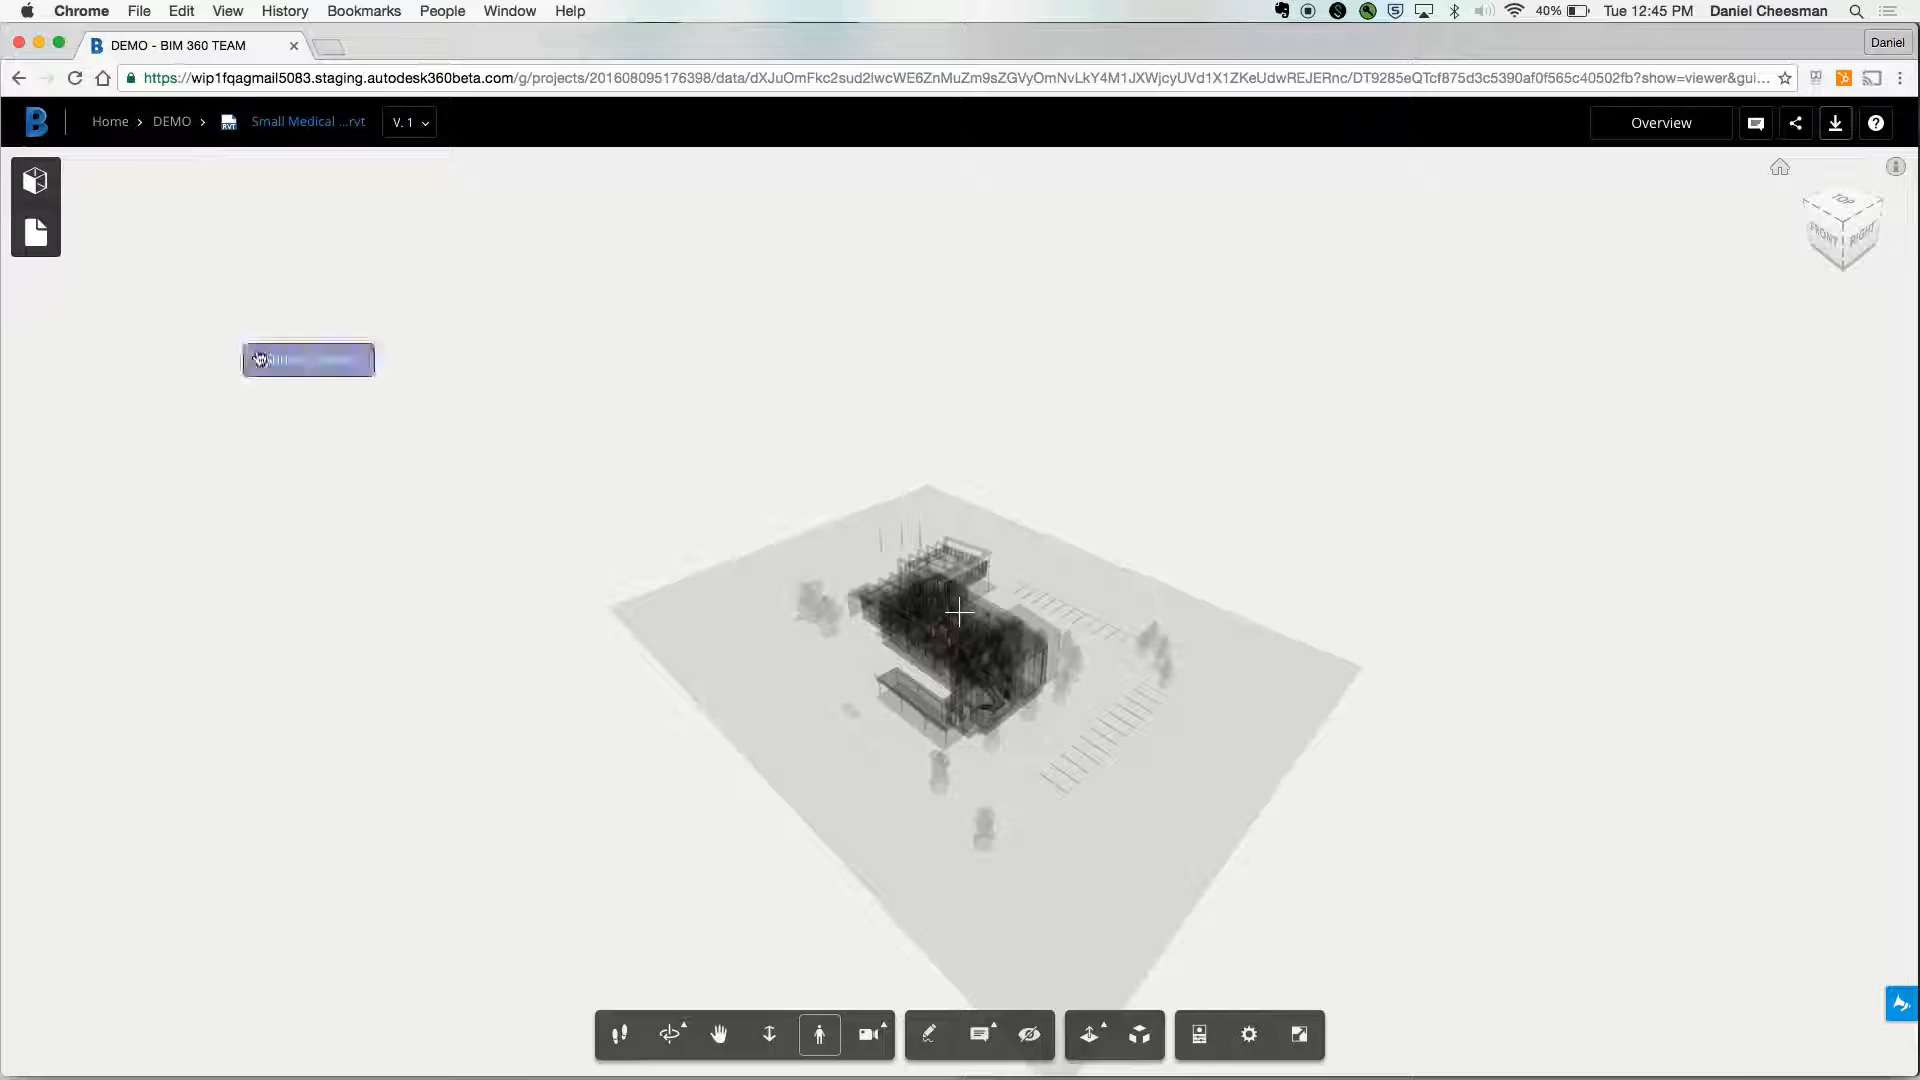 Chrome File Edit View History Bookmarks People Window Help 40% Tue 12:45 PM Daniel Cheesman
DEMO - BIM 360 TEAM Daniel
https://wip1fqagmail5083.staging.autodesk360beta.com/g/projects/201608095176398/data/dXJuOmFkc2sud2lwcWE6ZnMuZm9sZGVyOmNvLkY4M1JXWjcyUVd1X1ZKeUdwREJERnc/DT9285eQTcf875d3c5390af0f565c40502fb?show=viewer&gui...
Home DEMO RVT Small Medical ...rvt V. 1 Overview
TOP
FRONT RIGHT